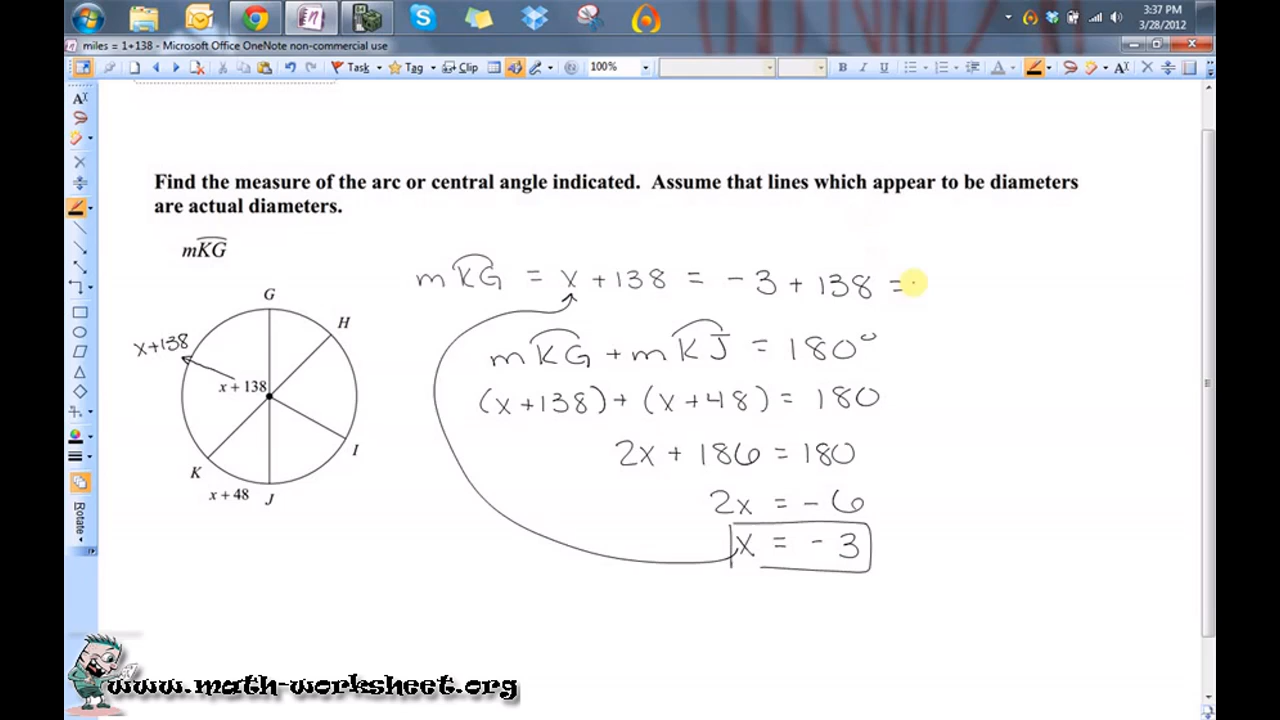 3:37 PM
3/28/2012
miles = 1+138 - Microsoft Office OneNote non-commercial use
Task
Tag
Clip
100%
B I U
Find the measure of the arc or central angle indicated. Assume that lines which appear to be diameters
are actual diameters.
mKG
mKG = x + 138 = -3 + 138 =
G
H
x+138
mKG + mKJ = 180°
x + 138
(x+138) + (x+48) = 180
I
2x + 186 = 180
K
x + 48
J
2x = -6
x = -3
Rotate
www.math-worksheet.org